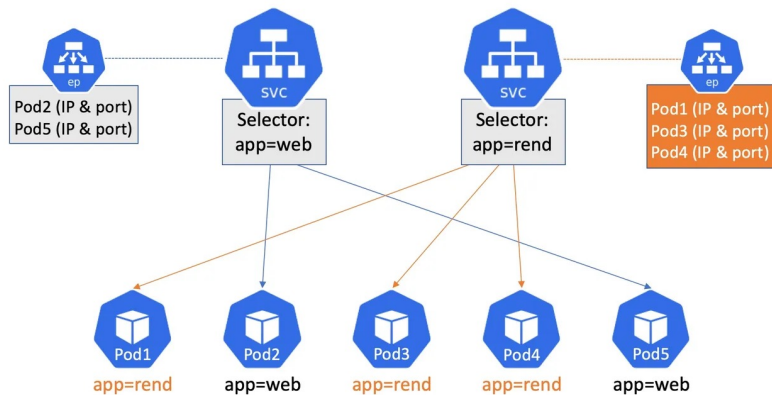 ep
Pod2 (IP & port)
Pod5 (IP & port)
svc
Selector:
app=web
svc
Selector:
app=rend
ep
Pod1 (IP & port)
Pod3 (IP & port)
Pod4 (IP & port)
Pod1
app=rend
Pod2
app=web
Pod3
app=rend
Pod4
app=rend
Pod5
app=web